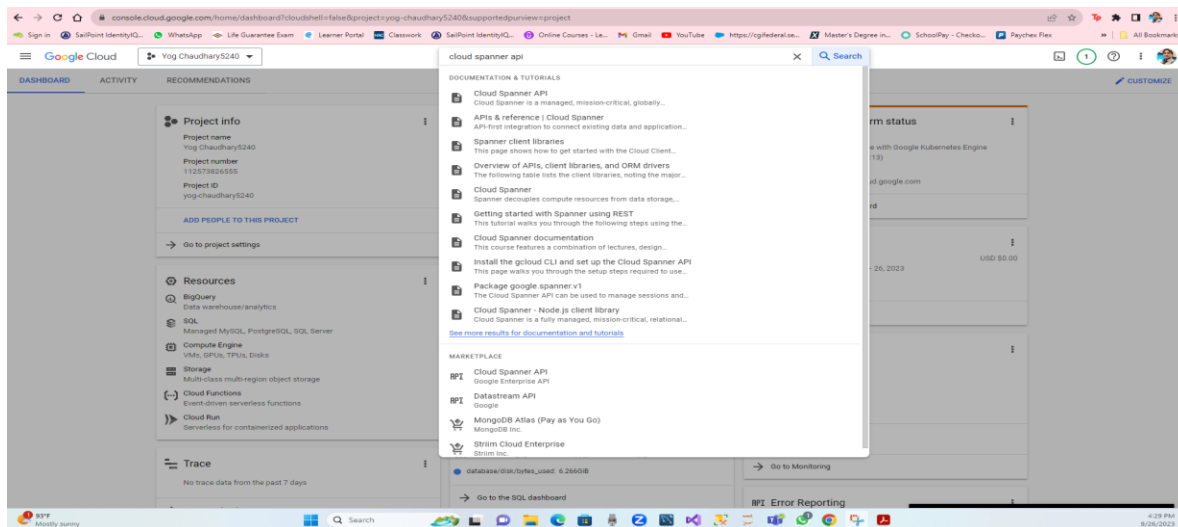 console.cloud.google.com/home/dashboard?cloudshell=false&project=yog-chaudhary5240&supportedpurview=project
Sign in
SailPoint IdentityIQ...
WhatsApp
Life Guarantee Exam
Learner Portal
Classwork
SailPoint IdentityIQ...
Online Courses - Le...
Gmail
YouTube
https://cgifederal.se...
Master's Degree in...
SchoolPay - Checko...
Paychex Flex
»
All Bookmarks
Google Cloud
Yog Chaudhary5240
cloud spanner api
Search
1
DASHBOARD
ACTIVITY
RECOMMENDATIONS
CUSTOMIZE
Project info
Project name
Yog Chaudhary5240
Project number
112573826555
Project ID
yog-chaudhary5240
ADD PEOPLE TO THIS PROJECT
Go to project settings
Resources
BigQuery
Data warehouse/analytics
SQL
Managed MySQL, PostgreSQL, SQL Server
Compute Engine
VMs, GPUs, TPUs, Disks
Storage
Multi-class multi-region object storage
Cloud Functions
Event-driven serverless functions
Cloud Run
Serverless for containerized applications
Trace
No trace data from the past 7 days
DOCUMENTATION & TUTORIALS
Cloud Spanner API
Cloud Spanner is a managed, mission-critical, globally...
APIs & reference | Cloud Spanner
API-first integration to connect existing data and application...
Spanner client libraries
This page shows how to get started with the Cloud Client...
Overview of APIs, client libraries, and ORM drivers
The following table lists the client libraries, noting the major...
Cloud Spanner
Spanner decouples compute resources from data storage,...
Getting started with Spanner using REST
This tutorial walks you through the following steps using the...
Cloud Spanner documentation
This course features a combination of lectures, design...
Install the gcloud CLI and set up the Cloud Spanner API
This page walks you through the setup steps required to use...
Package google.spanner.v1
The Cloud Spanner API can be used to manage sessions and...
Cloud Spanner - Node.js client library
Cloud Spanner is a fully managed, mission-critical, relational...
See more results for documentation and tutorials
MARKETPLACE
API Cloud Spanner API
Google Enterprise API
API Datastream API
Google
MongoDB Atlas (Pay as You Go)
MongoDB Inc.
Striim Cloud Enterprise
Striim Inc.
database/disk/bytes_used: 6.286GiB
Go to the SQL dashboard
rm status
e with Google Kubernetes Engine
:13)
ud.google.com
rd
USD $0.00
- 26, 2023
Go to Monitoring
API Error Reporting
93°F
Mostly sunny
Search
4:29 PM
8/26/2023